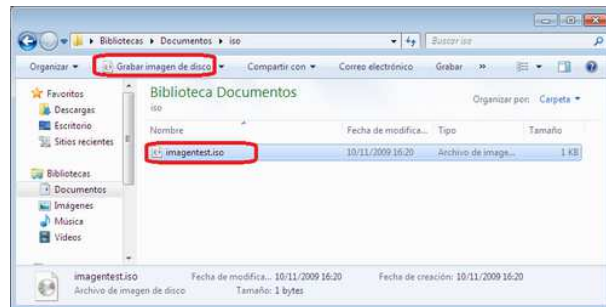 Bibliotecas Documentos iso
Buscar iso
Organizar Grabar imagen de disco Compartir con Correo electrónico Grabar »
Favoritos
Descargas
Escritorio
Sitios recientes
Bibliotecas
Documentos
Imágenes
Música
Vídeos
Biblioteca Documentos
iso
Organizar por: Carpeta
Nombre Fecha de modifica... Tipo Tamaño
imagentest.iso 10/11/2009 16:20 Archivo de image... 1 KB
imagentest.iso Fecha de modifica... 10/11/2009 16:20 Fecha de creación: 10/11/2009 16:20
Archivo de imagen de disco Tamaño: 1 bytes